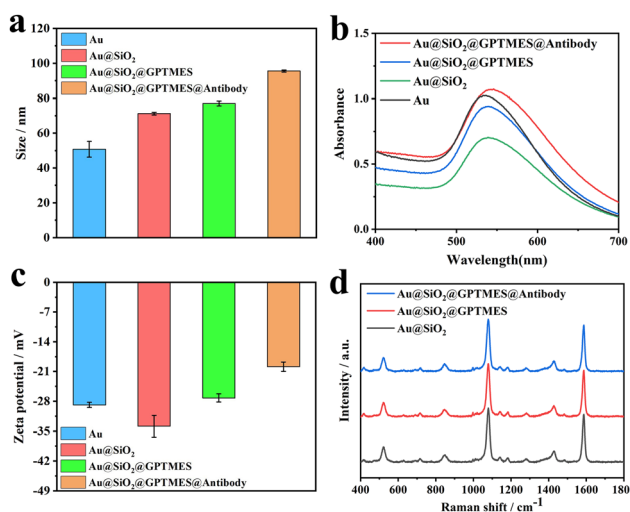 a
120
100
80
60
40
20
0
Size / nm
Au
Au@SiO₂
Au@SiO₂@GPTMES
Au@SiO₂@GPTMES@Antibody
b
1.5
1.0
0.5
0.0
Absorbance
Au@SiO₂@GPTMES@Antibody
Au@SiO₂@GPTMES
Au@SiO₂
Au
400 500 600 700
Wavelength(nm)
c
0
-7
-14
-21
-28
-35
-42
-49
Zeta potential / mV
Au
Au@SiO₂
Au@SiO₂@GPTMES
Au@SiO₂@GPTMES@Antibody
d
Au@SiO₂@GPTMES@Antibody
Au@SiO₂@GPTMES
Au@SiO₂
Intensity / a.u.
400 600 800 1000 1200 1400 1600 180
Raman shift / cm⁻¹